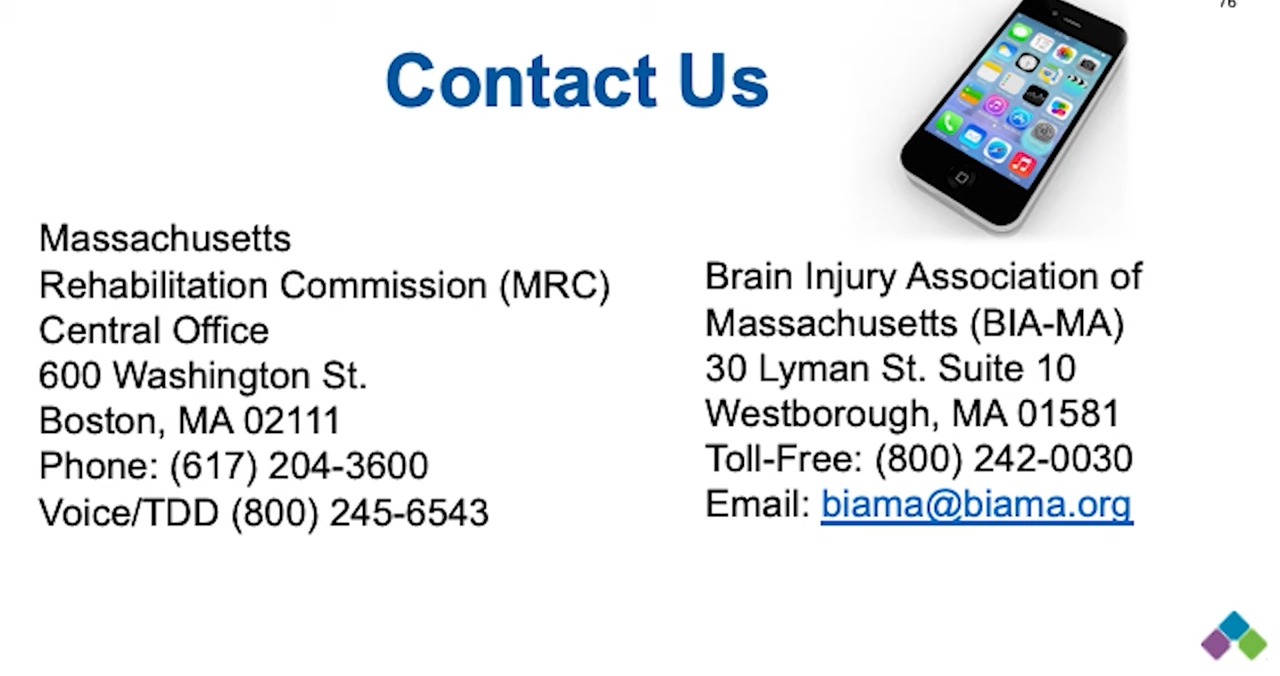 76
Contact Us
Massachusetts
Rehabilitation Commission (MRC)
Central Office
600 Washington St.
Boston, MA 02111
Phone: (617) 204-3600
Voice/TDD (800) 245-6543
Brain Injury Association of
Massachusetts (BIA-MA)
30 Lyman St. Suite 10
Westborough, MA 01581
Toll-Free: (800) 242-0030
Email: biama@biama.org